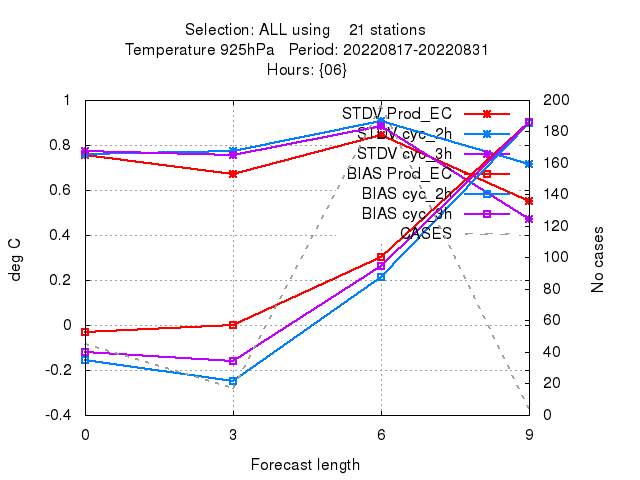 Selection: ALL using 21 stations
Temperature 925hPa Period: 20220817-20220831
Hours: {06}
1
0.8
0.6
0.4
0.2
0
-0.2
-0.4
deg C
200
180
160
140
120
100
80
60
40
20
0
No cases
STDV Prod_EC
STDV cyc_2h
STDV cyc_3h
BIAS Prod_EC
BIAS cyc_2h
BIAS cyc_3h
CASES
0 3 6 9
Forecast length